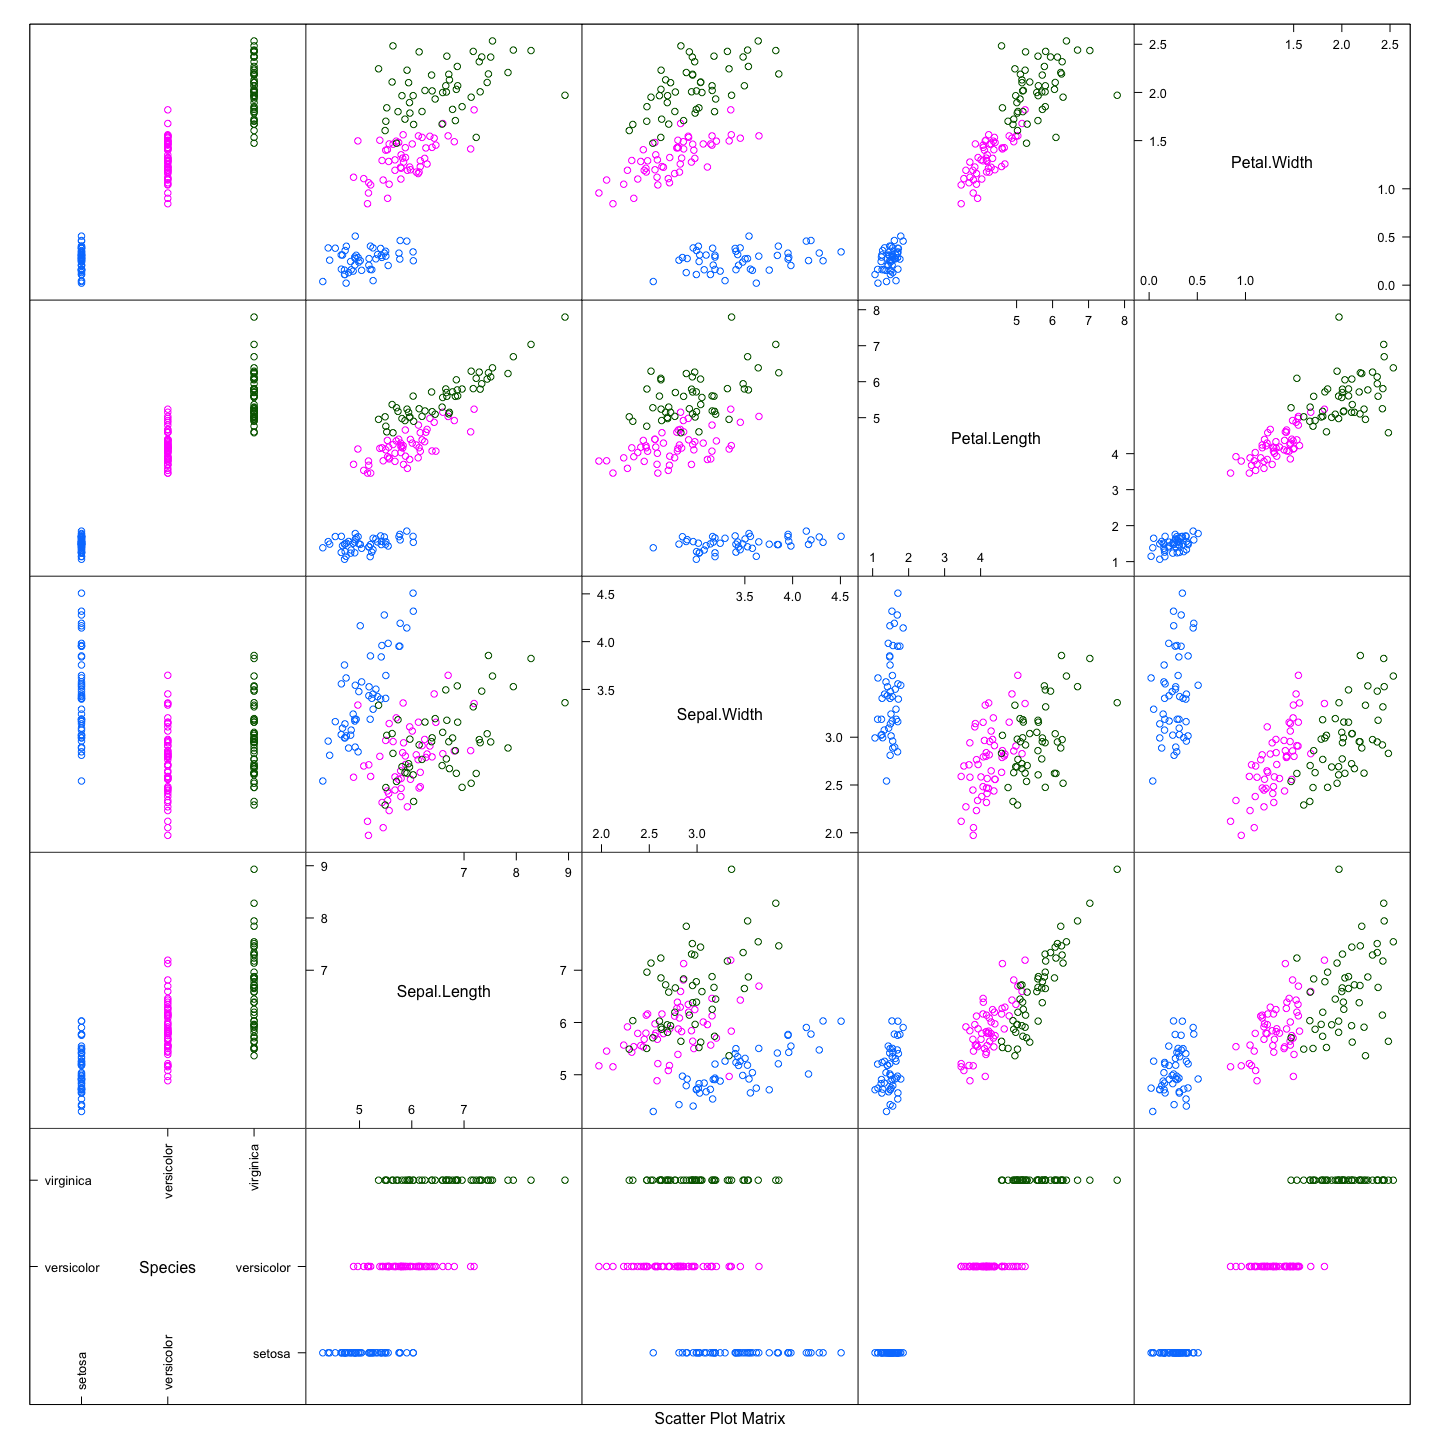 1.5 2.0 2.5
2.5
2.0
1.5
Petal.Width
1.0
0.5
0.0 0.5 1.0
0.0
8
5 6 7 8
7
6
5
Petal.Length
4
3
2
1 2 3 4
1
4.5
3.5 4.0 4.5
4.0
3.5
Sepal.Width
3.0
2.5
2.0 2.5 3.0
2.0
9
7 8 9
8
7
7
Sepal.Length
6
5
5 6 7
versicolor
virginica
virginica
versicolor
Species
versicolor
setosa
versicolor
setosa
Scatter Plot Matrix